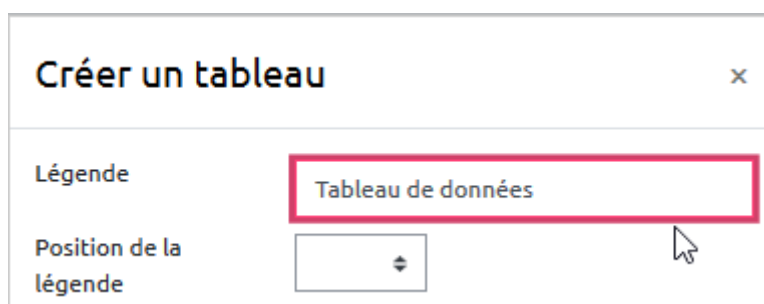 Créer un tableau ×
Légende
Tableau de données
Position de la
légende